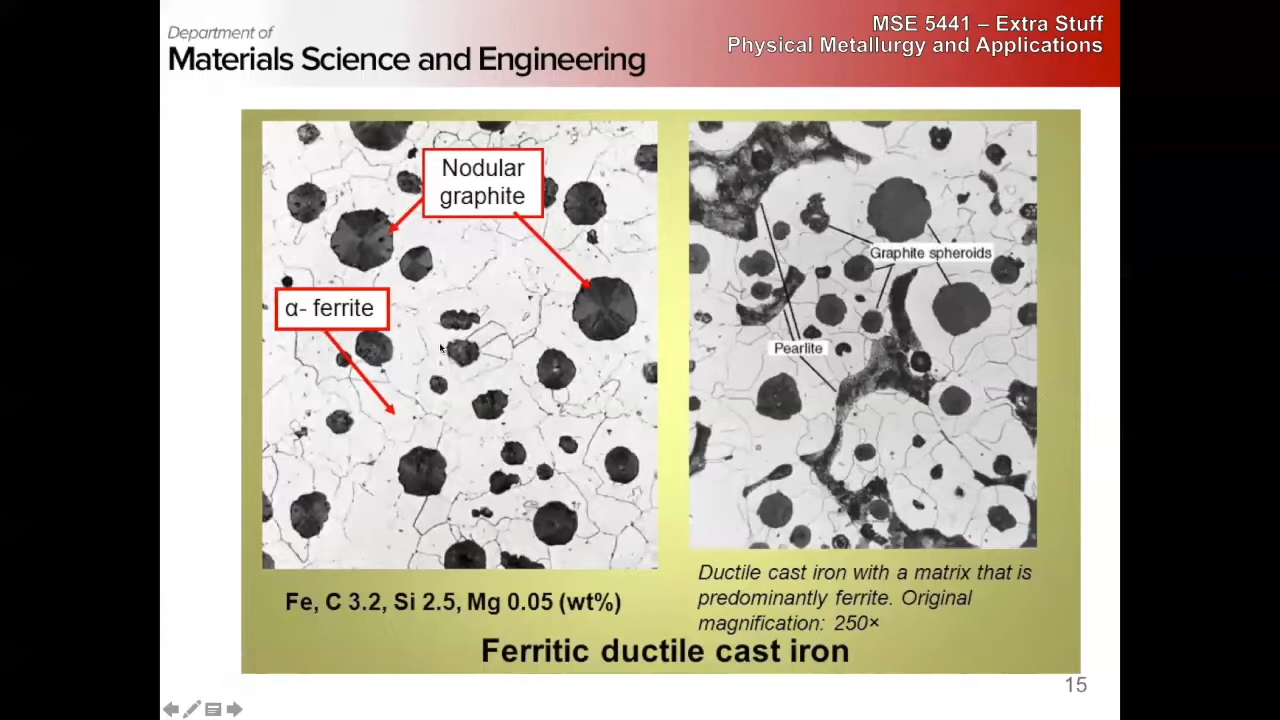 Department of
Materials Science and Engineering
MSE 5441 – Extra Stuff
Physical Metallurgy and Applications
Nodular
graphite
α- ferrite
Graphite spheroids
Pearlite
Fe, C 3.2, Si 2.5, Mg 0.05 (wt%)
Ductile cast iron with a matrix that is
predominantly ferrite. Original
magnification: 250×
Ferritic ductile cast iron
15